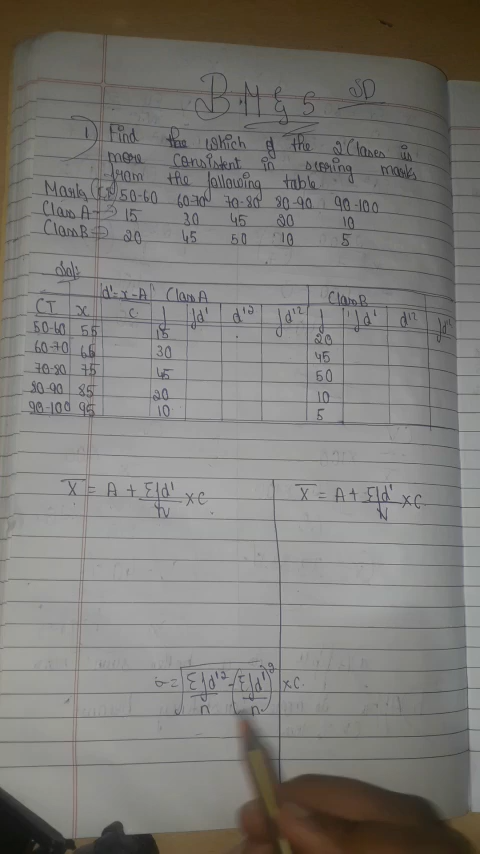 B.M & S SD
1) Find the which of the 2 Classes is
more consistent in scoring marks
from the following table.
Marks (CI) 50-60 60-70 70-80 80-90 90-100
Class A → 15 30 45 20 10
Class B → 20 45 50 10 5
Sol:
d' = x - A Class A Class B
CI x c f fd' d'² fd'² f fd' d'² fd'²
50-60 55 15 20
60-70 65 30 45
70-80 75 45 50
80-90 85 20 10
90-100 95 10 5
X̄ = A + Σfd'/N × C X̄ = A + Σfd'/N × C
σ = √(Σfd'²/n - (Σfd'/n)²) × C.